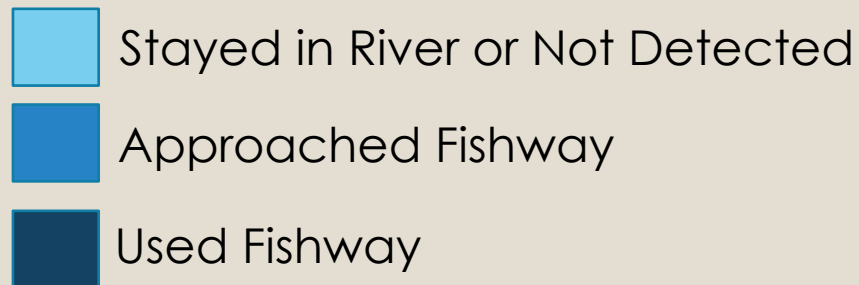 Stayed in River or Not Detected
Approached Fishway
Used Fishway